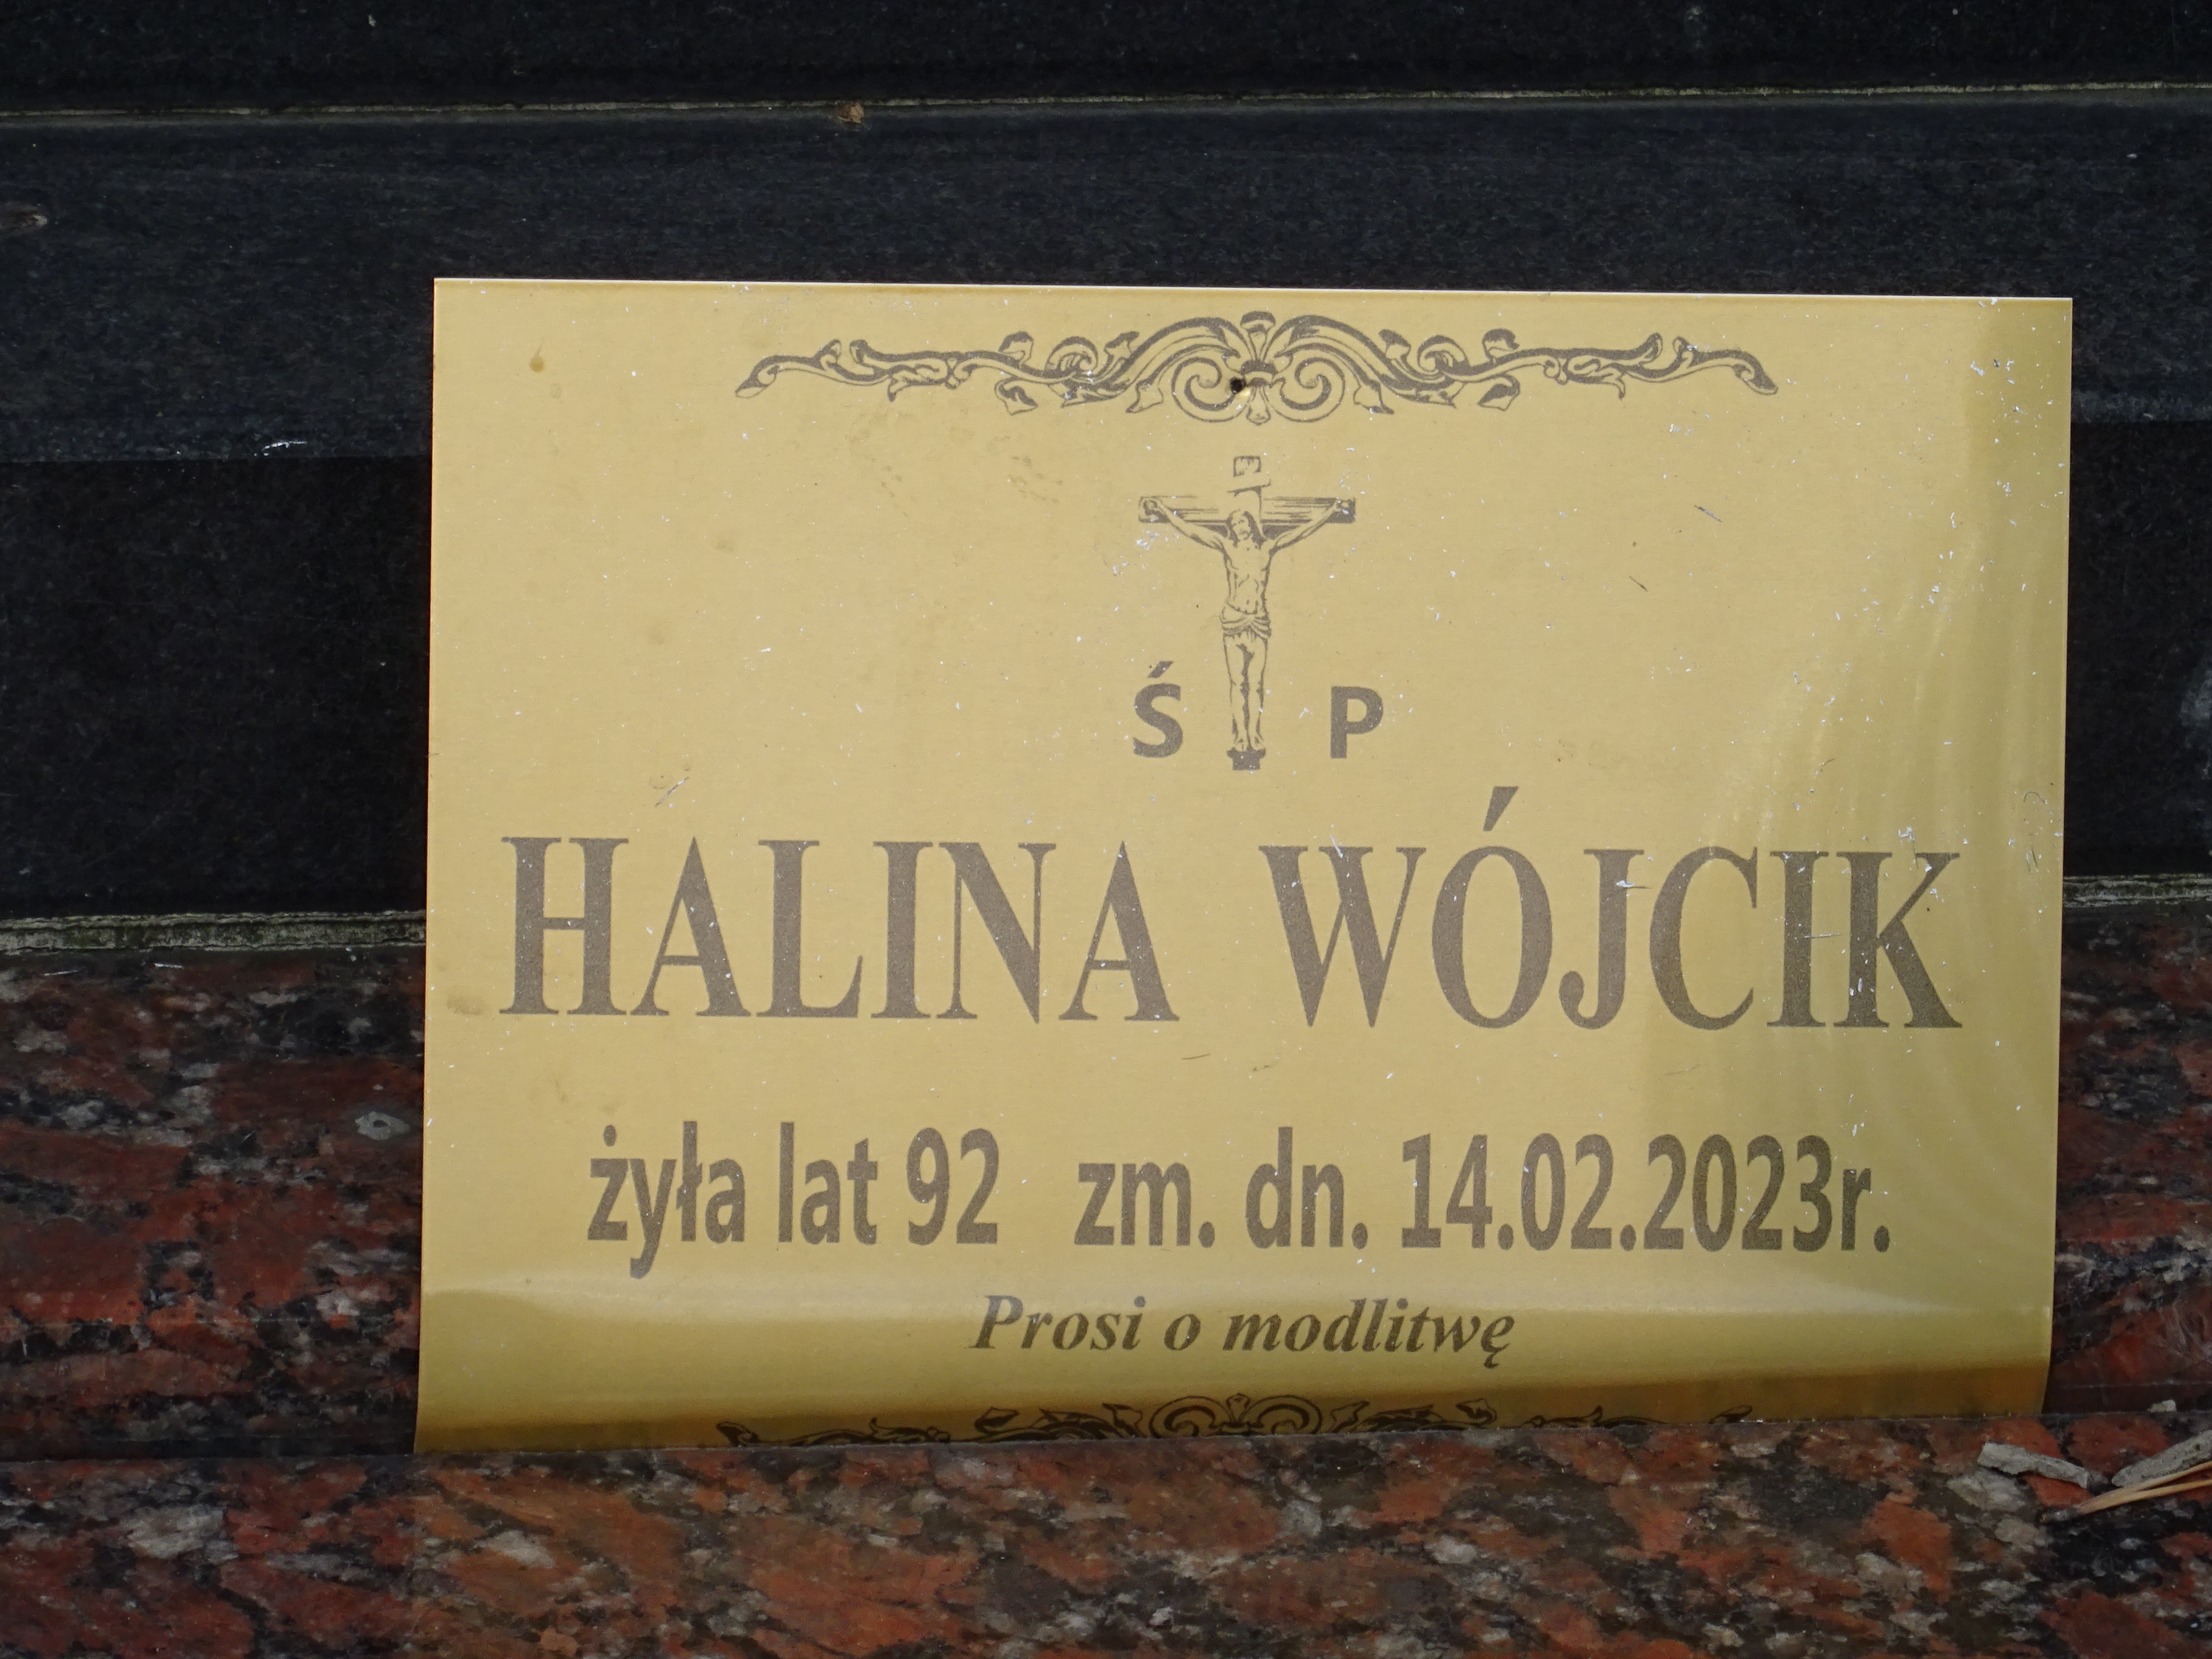 Ś P
HALINA WÓJCIK
żyła lat 92 zm. dn. 14.02.2023r.
Prosi o modlitwę